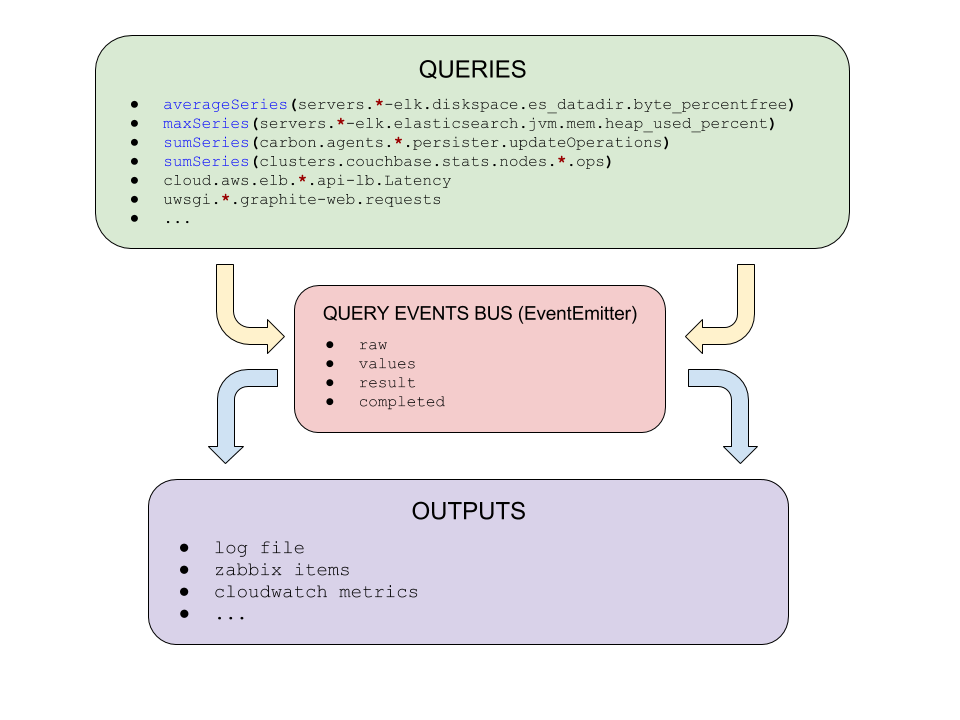 QUERIES
● averageSeries(servers.*-elk.diskspace.es_datadir.byte_percentfree)
● maxSeries(servers.*-elk.elasticsearch.jvm.mem.heap_used_percent)
● sumSeries(carbon.agents.*.persister.updateOperations)
● sumSeries(clusters.couchbase.stats.nodes.*.ops)
● cloud.aws.elb.*.api-lb.Latency
● uwsgi.*.graphite-web.requests
● ...
QUERY EVENTS BUS (EventEmitter)
● raw
● values
● result
● completed
OUTPUTS
● log file
● zabbix items
● cloudwatch metrics
● ...